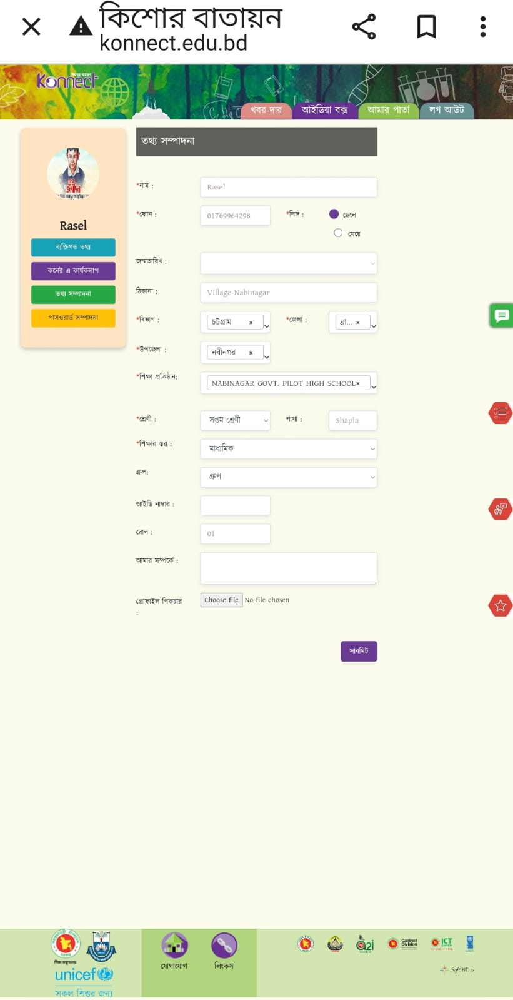 কিশোর বাতায়ন
konnect.edu.bd
কিশোর বাতায়ন
Konnect
খবর-দার
আইডিয়া বক্স
আমার পাতা
লগ আউট
Rasel
ব্যক্তিগত তথ্য
কনেক্ট এ কার্যকলাপ
তথ্য সম্পাদনা
পাসওয়ার্ড সম্পাদনা
তথ্য সম্পাদনা
*নাম : Rasel
*ফোন : 01769964298 *লিঙ্গ : ছেলে
মেয়ে
জন্মতারিখ :
ঠিকানা : Village-Nabinagar
*বিভাগ : চট্টগ্রাম × *জেলা : ব্রা... ×
*উপজেলা : নবীনগর ×
*শিক্ষা প্রতিষ্ঠান: NABINAGAR GOVT. PILOT HIGH SCHOOL×
*শ্রেণী : সপ্তম শ্রেণী শাখা : Shapla
*শিক্ষার স্তর : মাধ্যমিক
গ্রুপ: গ্রুপ
আইডি নাম্বার :
রোল : 01
আমার সম্পর্কে :
প্রোফাইল পিকচার
:
Choose file No file chosen
সাবমিট
unicef
সকল শিশুর জন্য
যোগাযোগ
লিংকস
a2i
Cabinet
Division
ICT
DIVISION
Soft BD